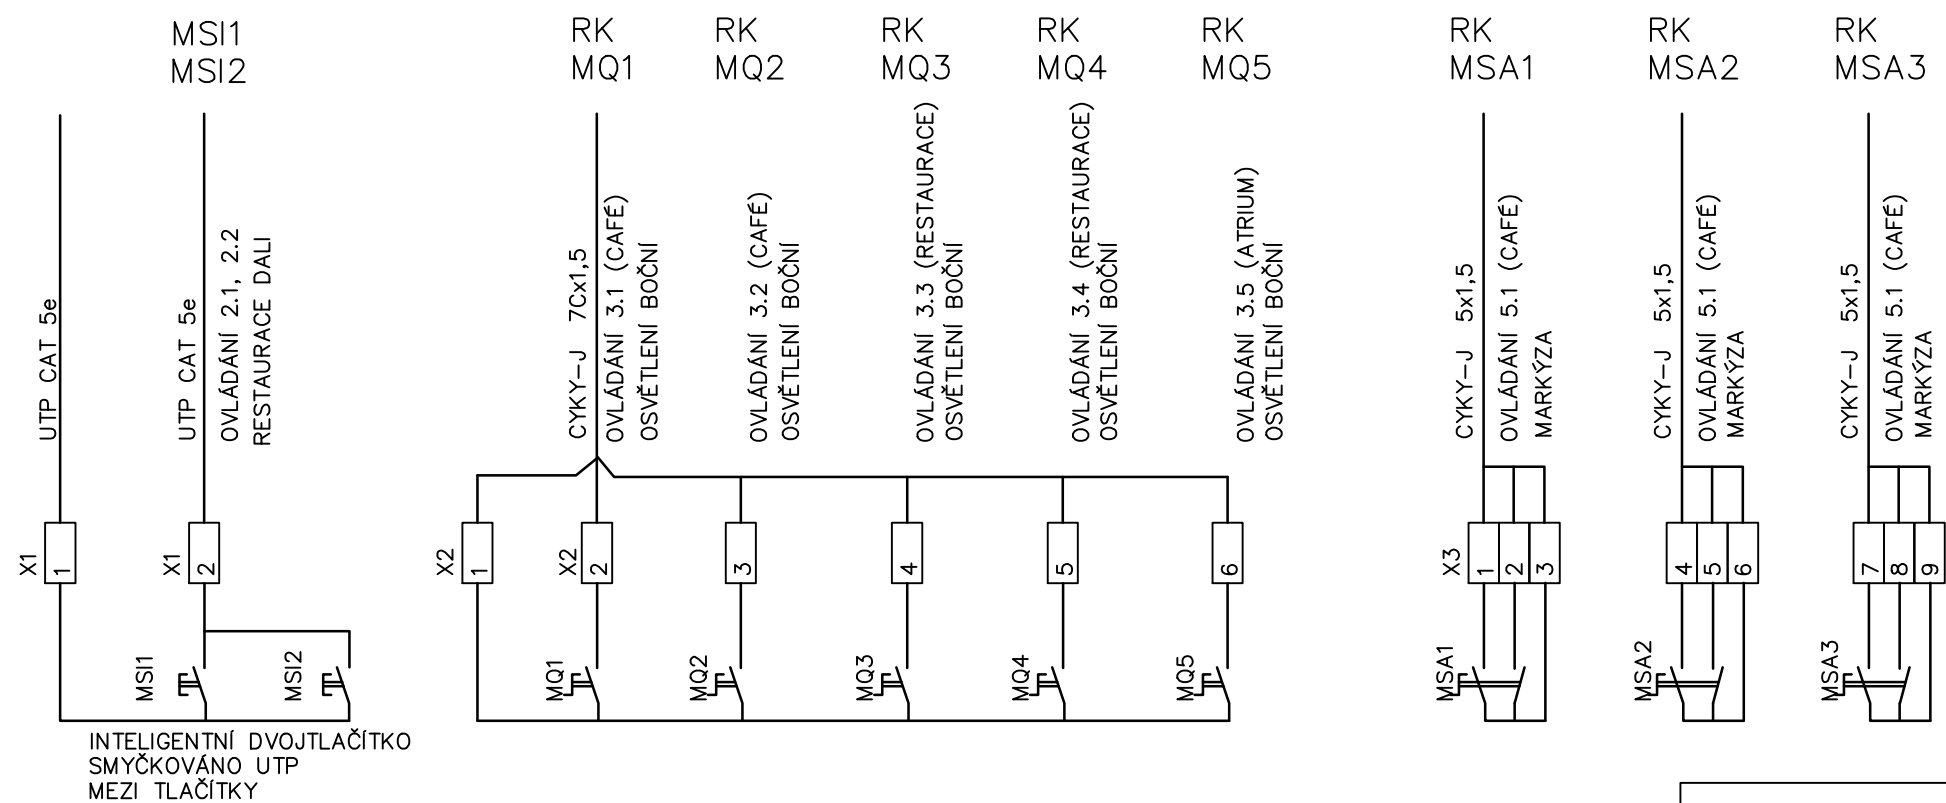 MSI1
MSI2
RK
MQ1
RK
MQ2
RK
MQ3
RK
MQ4
RK
MQ5
RK
MSA1
RK
MSA2
RK
MSA3
UTP CAT 5e
UTP CAT 5e
OVLÁDÁNÍ 2.1, 2.2
RESTAURACE DALI
CYKY-J 7Cx1,5
OVLÁDÁNÍ 3.1 (CAFÉ)
OSVĚTLENÍ BOČNÍ
OVLÁDÁNÍ 3.2 (CAFÉ)
OSVĚTLENÍ BOČNÍ
OVLÁDÁNÍ 3.3 (RESTAURACE)
OSVĚTLENÍ BOČNÍ
OVLÁDÁNÍ 3.4 (RESTAURACE)
OSVĚTLENÍ BOČNÍ
OVLÁDÁNÍ 3.5 (ATRIUM)
OSVĚTLENÍ BOČNÍ
CYKY-J 5x1,5
OVLÁDÁNÍ 5.1 (CAFÉ)
MARKÝZA
CYKY-J 5x1,5
OVLÁDÁNÍ 5.1 (CAFÉ)
MARKÝZA
CYKY-J 5x1,5
OVLÁDÁNÍ 5.1 (CAFÉ)
MARKÝZA
X1
1
X1
2
X2
1
X2
2
3
4
5
6
X3
1
2
3
4
5
6
7
8
9
MSI1
MSI2
MQ1
MQ2
MQ3
MQ4
MQ5
MSA1
MSA2
MSA3
INTELIGENTNÍ DVOJTLAČÍTKO
SMYČKOVÁNO UTP
MEZI TLAČÍTKY